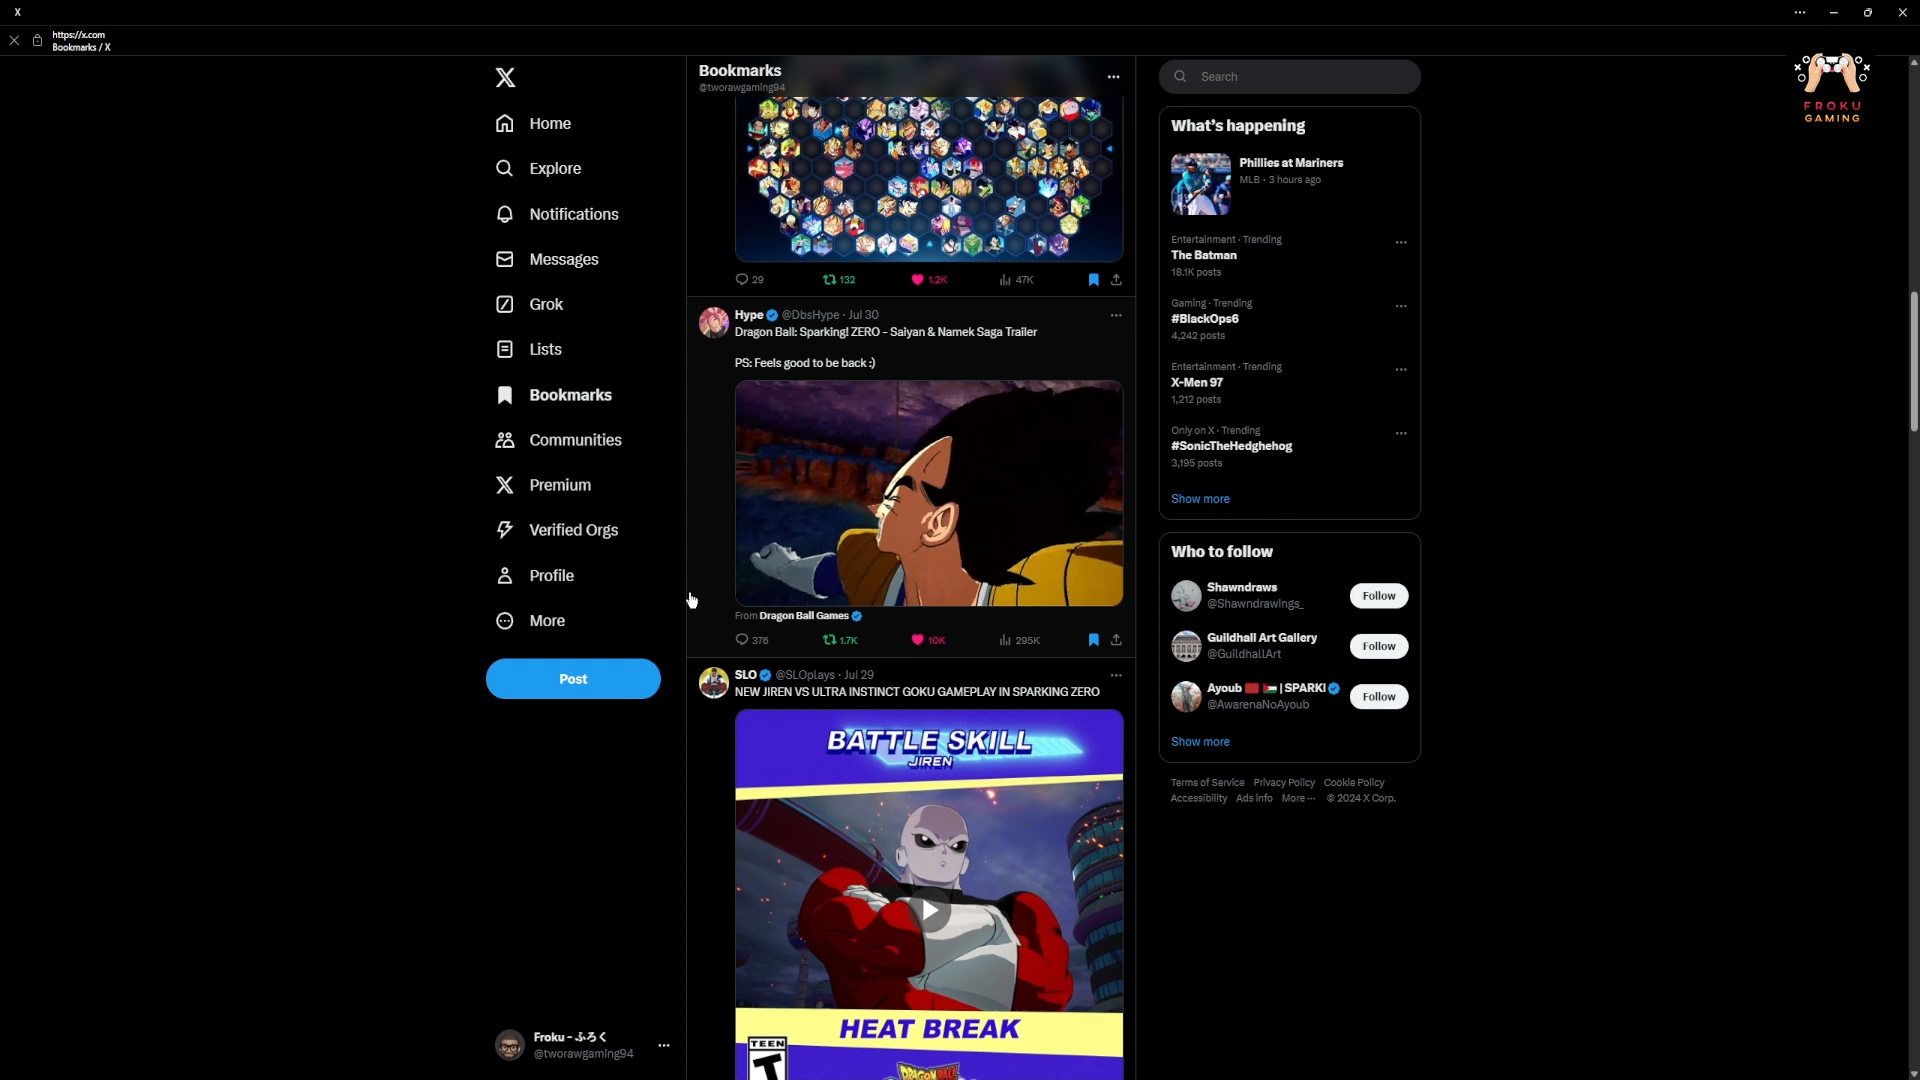 X
https://x.com
Bookmarks / X
Home
Explore
Notifications
Messages
Grok
Lists
Bookmarks
Communities
Premium
Verified Orgs
Profile
More
Post
Froku - ふろく
@tworawgaming94
Bookmarks
@tworawgaming94
29
132
1.2K
47K
Hype @DbsHype · Jul 30
Dragon Ball: Sparking! ZERO - Saiyan & Namek Saga Trailer
PS: Feels good to be back :)
From Dragon Ball Games
376
1.7K
10K
295K
SLO @SLOplays · Jul 29
NEW JIREN VS ULTRA INSTINCT GOKU GAMEPLAY IN SPARKING ZERO
BATTLE SKILL
JIREN
HEAT BREAK
TEEN
T
DRAGON BALL
Search
What's happening
Phillies at Mariners
MLB · 3 hours ago
Entertainment · Trending
The Batman
18.1K posts
Gaming · Trending
#BlackOps6
4,242 posts
Entertainment · Trending
X-Men 97
1,212 posts
Only on X · Trending
#SonicTheHedghehog
3,195 posts
Show more
Who to follow
Shawndraws
@Shawndrawings_
Follow
Guildhall Art Gallery
@GuildhallArt
Follow
Ayoub 🇲🇦 🇵🇸 | SPARKI
@AwarenaNoAyoub
Follow
Show more
Terms of Service Privacy Policy Cookie Policy
Accessibility Ads info More ··· © 2024 X Corp.
FROKU
GAMING